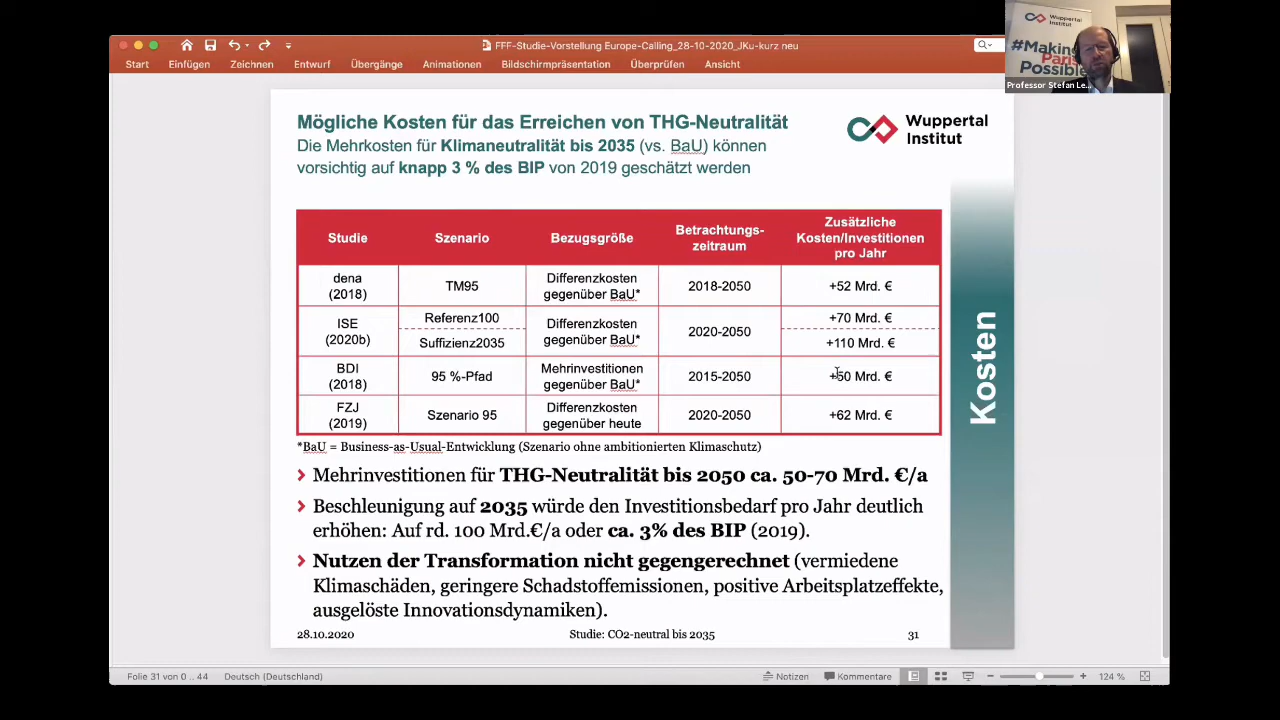 FFF-Studie-Vorstellung Europe-Calling_28-10-2020_JKu-kurz neu
Start Einfügen Zeichnen Entwurf Übergänge Animationen Bildschirmpräsentation Überprüfen Ansicht
Wuppertal
Institut
#Making
Paris
Possible
Professor Stefan Le...
Mögliche Kosten für das Erreichen von THG-Neutralität
Die Mehrkosten für Klimaneutralität bis 2035 (vs. BaU) können
vorsichtig auf knapp 3 % des BIP von 2019 geschätzt werden
Wuppertal
Institut
Studie Szenario Bezugsgröße Betrachtungs-
zeitraum Zusätzliche
Kosten/Investitionen
pro Jahr
dena
(2018) TM95 Differenzkosten
gegenüber BaU* 2018-2050 +52 Mrd. €
ISE
(2020b) Referenz100 Differenzkosten
gegenüber BaU* 2020-2050 +70 Mrd. €
Suffizienz2035 +110 Mrd. €
BDI
(2018) 95 %-Pfad Mehrinvestitionen
gegenüber BaU* 2015-2050 +50 Mrd. €
FZJ
(2019) Szenario 95 Differenzkosten
gegenüber heute 2020-2050 +62 Mrd. €
*BaU = Business-as-Usual-Entwicklung (Szenario ohne ambitionierten Klimaschutz)
Mehrinvestitionen für THG-Neutralität bis 2050 ca. 50-70 Mrd. €/a
Beschleunigung auf 2035 würde den Investitionsbedarf pro Jahr deutlich
erhöhen: Auf rd. 100 Mrd.€/a oder ca. 3% des BIP (2019).
Nutzen der Transformation nicht gegengerechnet (vermiedene
Klimaschäden, geringere Schadstoffemissionen, positive Arbeitsplatzeffekte,
ausgelöste Innovationsdynamiken).
28.10.2020 Studie: CO2-neutral bis 2035 31
Kosten
Folie 31 von 0 .. 44 Deutsch (Deutschland) Notizen Kommentare 124 %